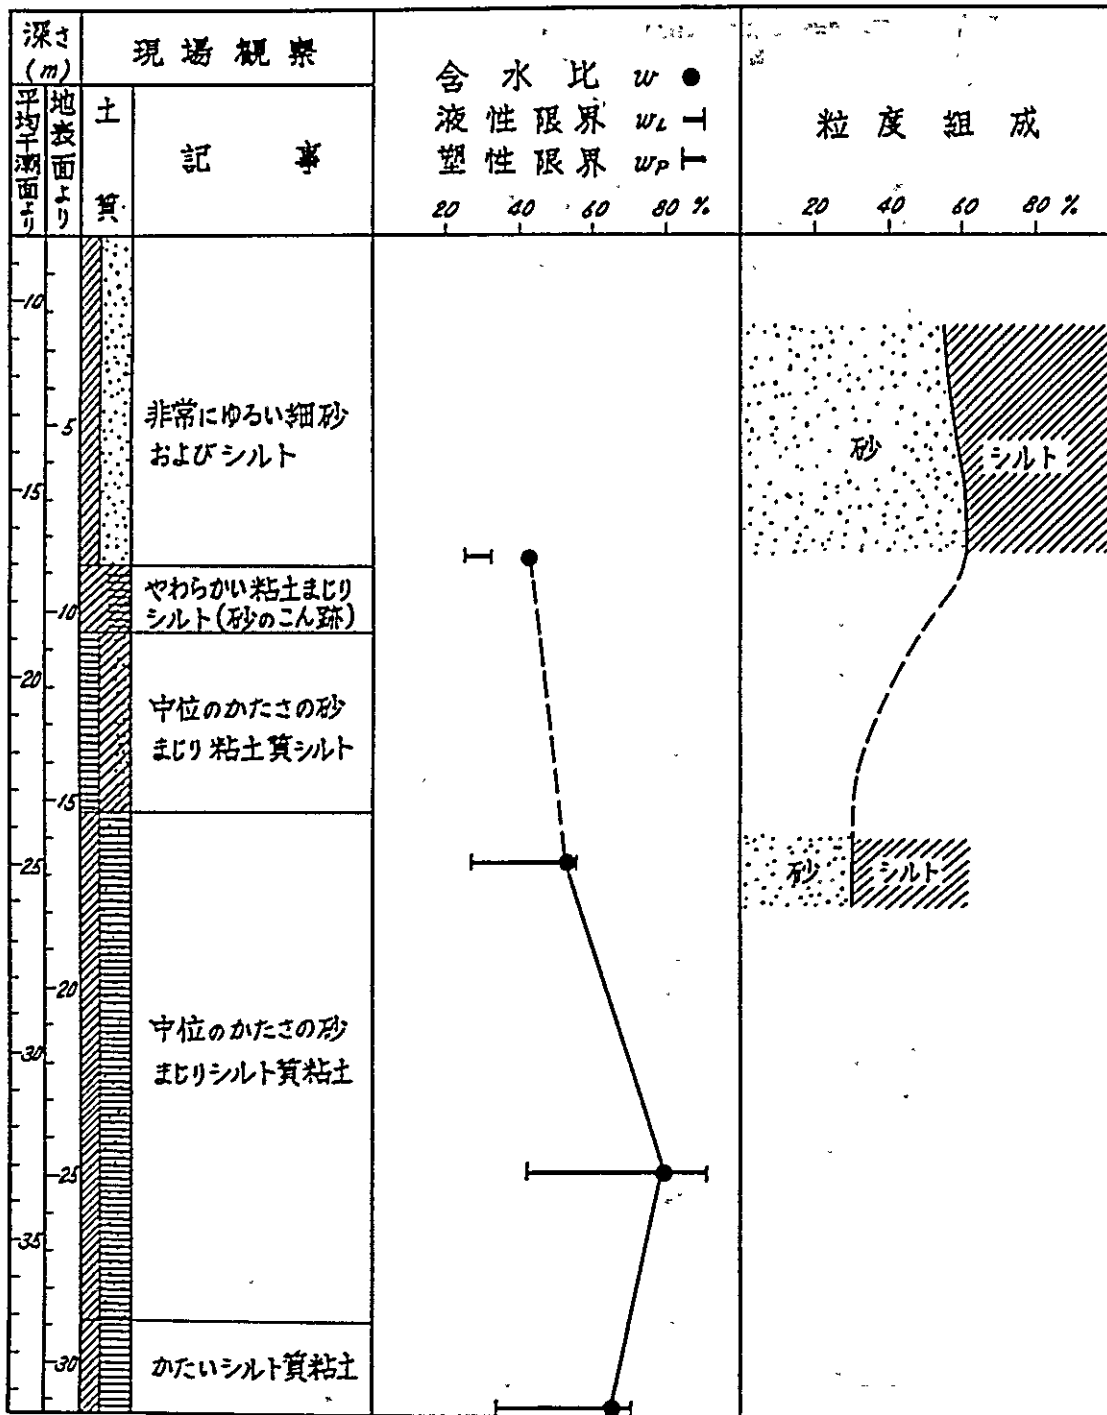 深さ
(m)
現場観察
平均干潮面より
地表面より
土質
記事
含水比 w ●
液性限界 wL
塑性限界 wP
20 40 60 80 %
粒度組成
20 40 60 80 %
-10
-5
-15
-10
-20
-15
-25
-20
-30
-25
-35
-30
非常にゆるい細砂
およびシルト
やわらかい粘土まじり
シルト(砂のこん跡)
中位のかたさの砂
まじり粘土質シルト
中位のかたさの砂
まじりシルト質粘土
かたいシルト質粘土
砂
シルト
砂
シルト